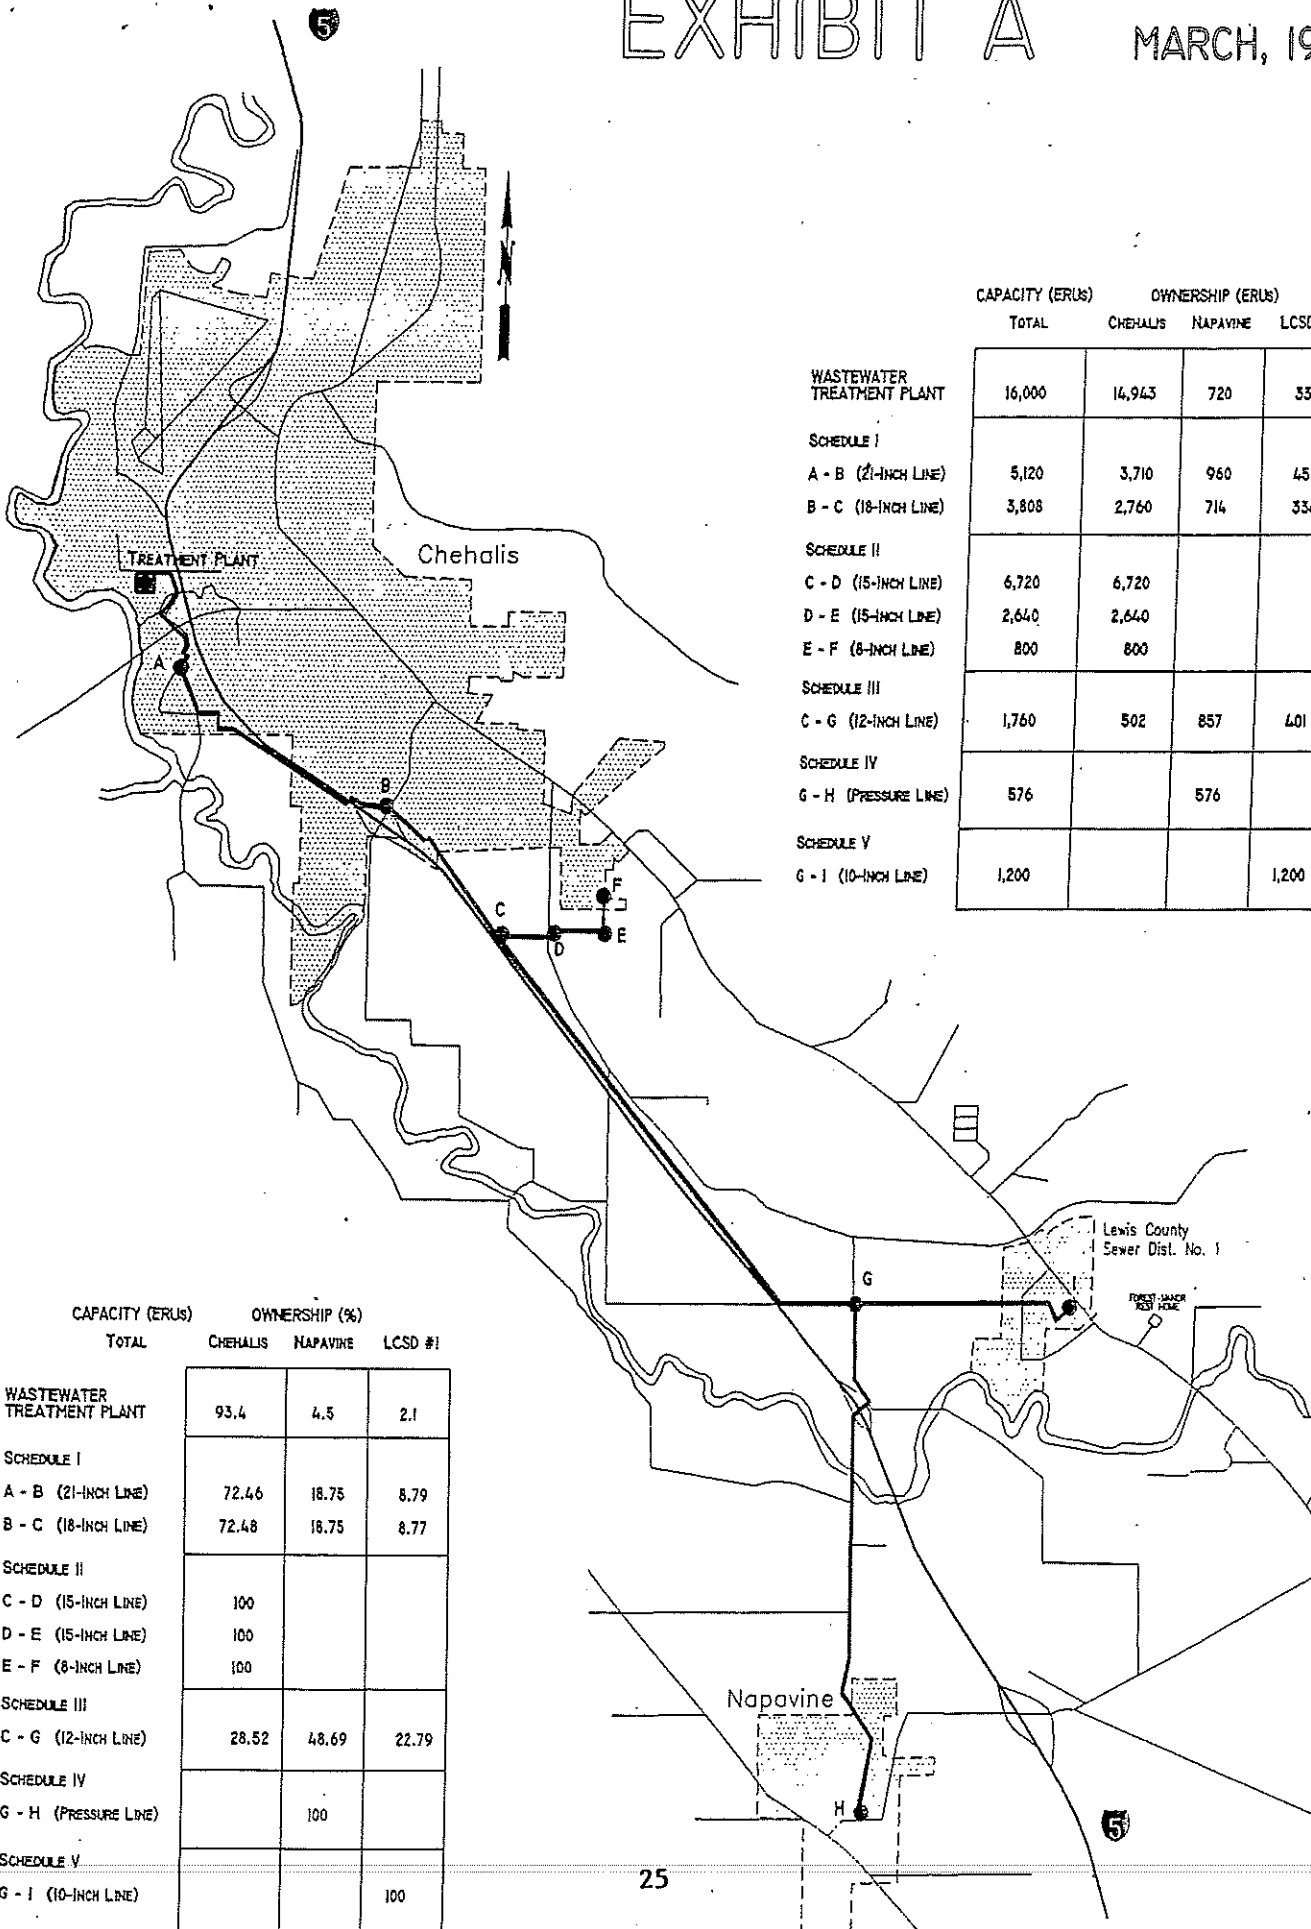 EXHIBIT A
MARCH, 19
5
N
CAPACITY (ERUs) OWNERSHIP (ERUs)
TOTAL CHEHALIS NAPAVINE LCSD
WASTEWATER
TREATMENT PLANT 16,000 14,943 720 33
SCHEDULE I
A - B (21-INCH LINE) 5,120 3,710 960 45
B - C (18-INCH LINE) 3,808 2,760 714 334
SCHEDULE II
C - D (15-INCH LINE) 6,720 6,720
D - E (15-INCH LINE) 2,640 2,640
E - F (8-INCH LINE) 800 800
SCHEDULE III
C - G (12-INCH LINE) 1,760 502 857 401
SCHEDULE IV
G - H (PRESSURE LINE) 576 576
SCHEDULE V
G - I (10-INCH LINE) 1,200 1,200
Chehalis
TREATMENT PLANT
A
B
C
D
E
F
G
Lewis County
Sewer Dist. No. 1
I
FOREST MANOR
REST HOME
CAPACITY (ERUs) OWNERSHIP (%)
TOTAL CHEHALIS NAPAVINE LCSD #1
WASTEWATER
TREATMENT PLANT 93.4 4.5 2.1
SCHEDULE I
A - B (21-INCH LINE) 72.46 18.75 8.79
B - C (18-INCH LINE) 72.48 18.75 8.77
SCHEDULE II
C - D (15-INCH LINE) 100
D - E (15-INCH LINE) 100
E - F (8-INCH LINE) 100
SCHEDULE III
C - G (12-INCH LINE) 28.52 48.69 22.79
SCHEDULE IV
G - H (PRESSURE LINE) 100
SCHEDULE V
G - I (10-INCH LINE) 100
Napavine
H
5
25